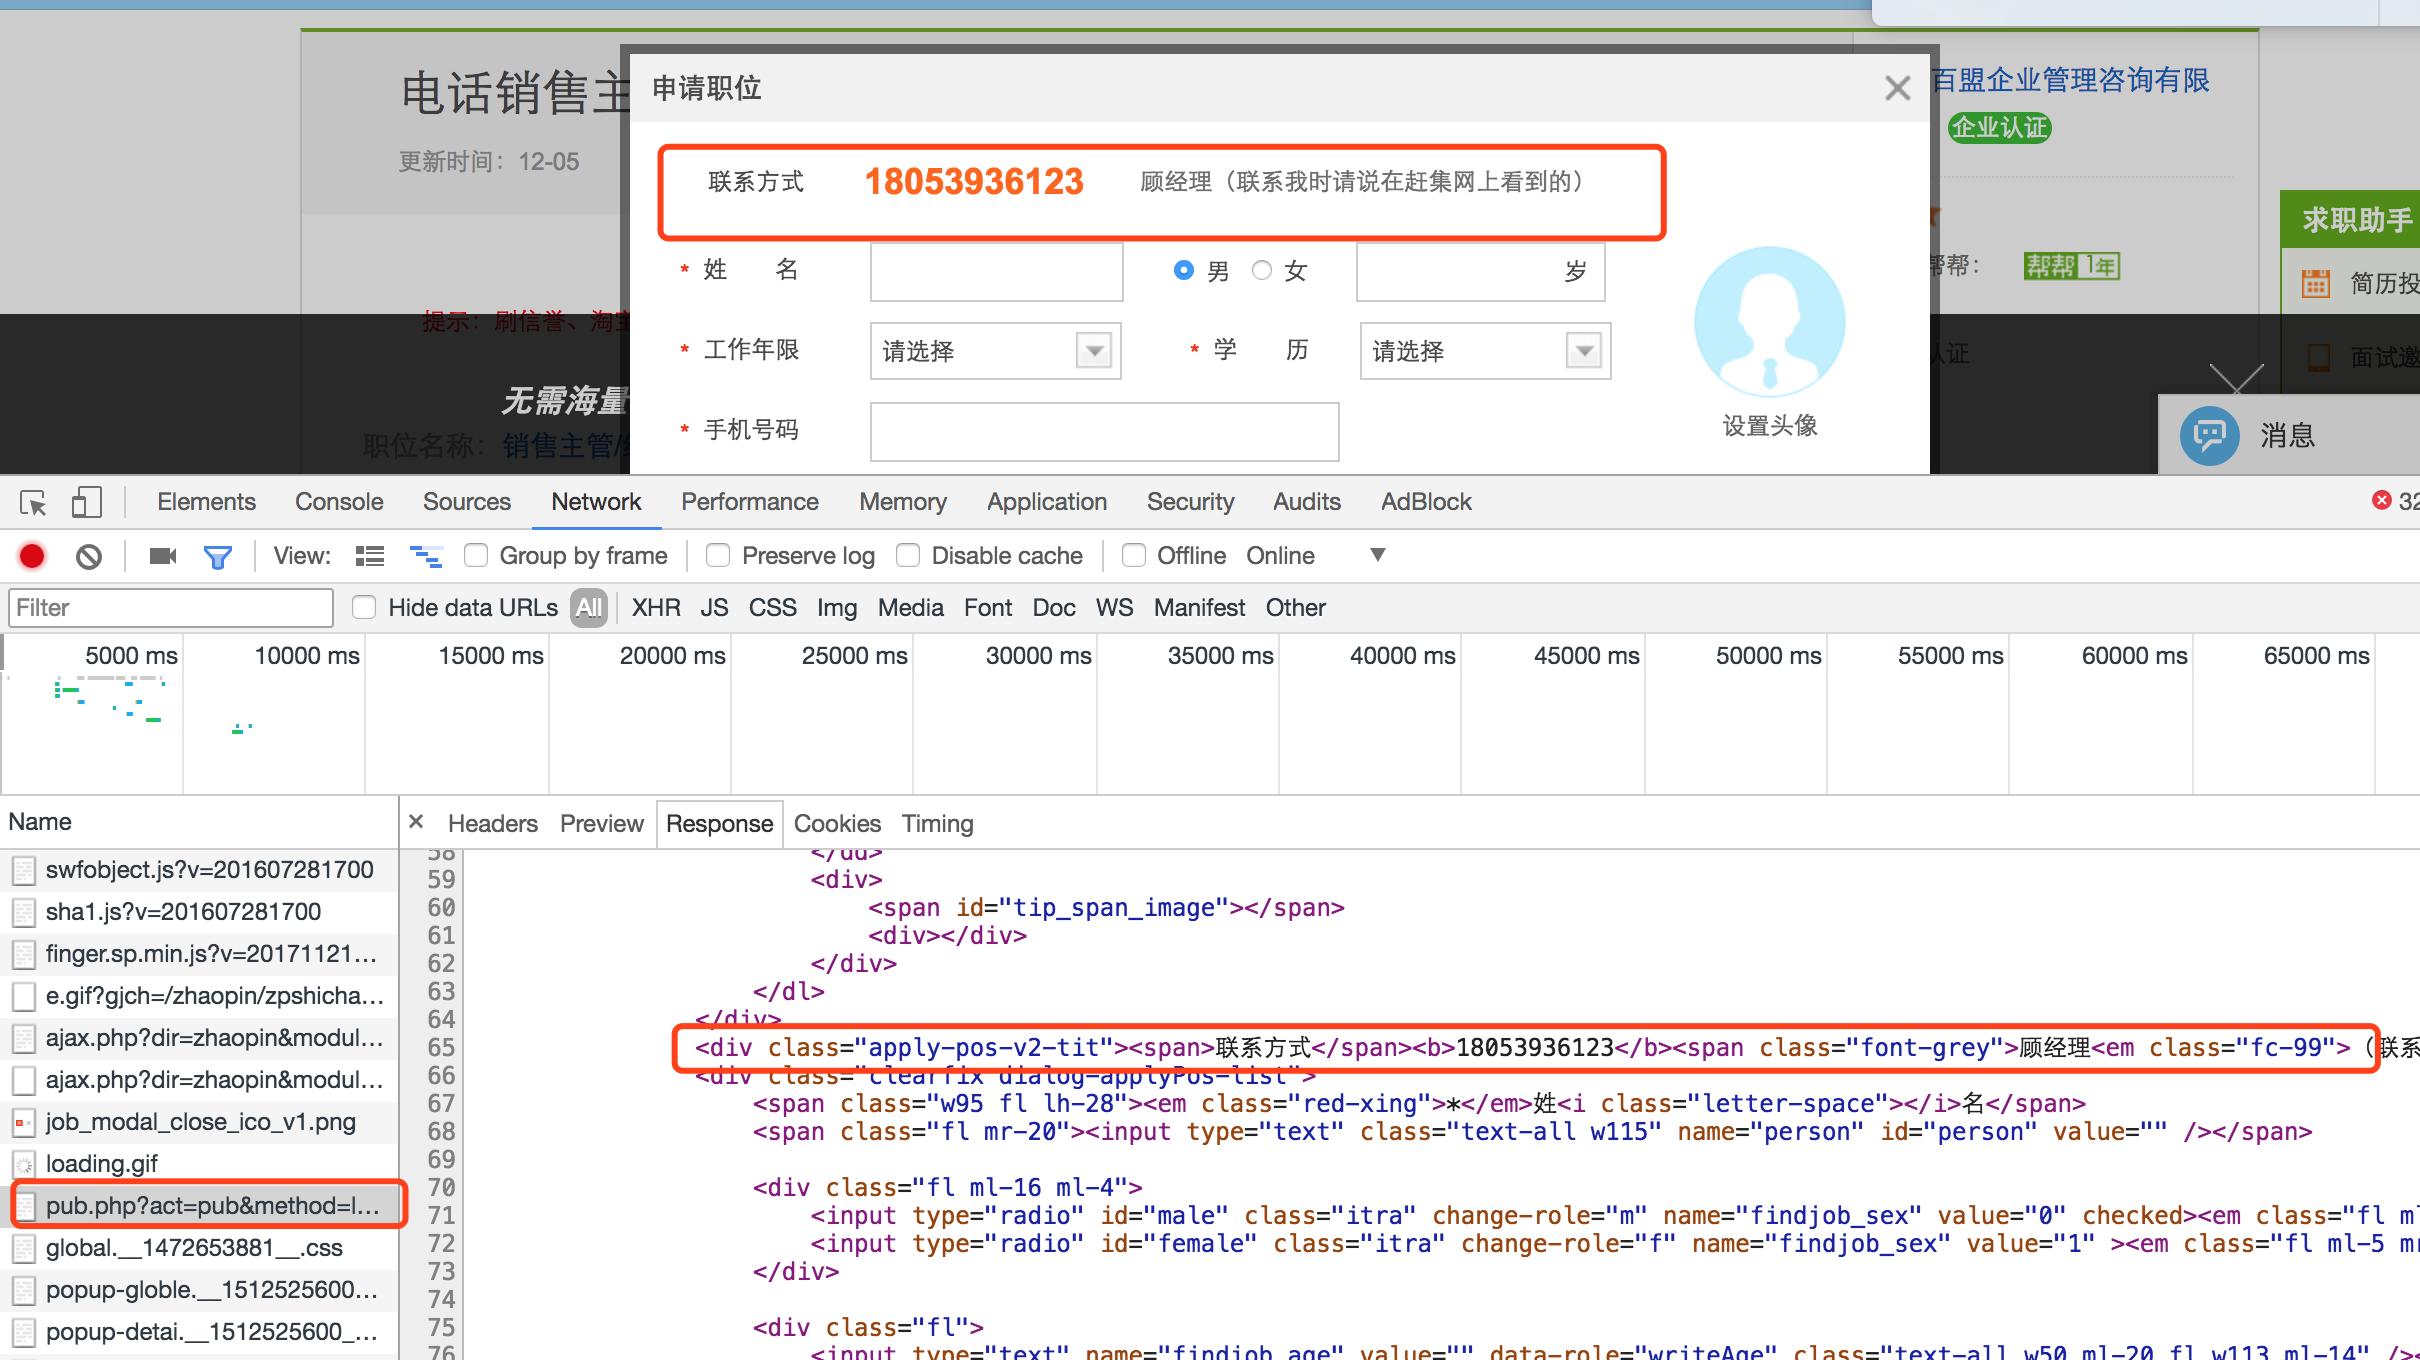 电话销售主
更新时间：12-05
提示：刷信誉、淘宝
无需海量
职位名称：销售主管/
申请职位
联系方式 18053936123 顾经理（联系我时请说在赶集网上看到的）
* 姓 名 男 女 岁
* 工作年限 请选择 * 学 历 请选择
* 手机号码
设置头像
百盟企业管理咨询有限
企业认证
帮帮： 帮帮 1年
认证
求职助手
简历投
面试邀
消息
Elements Console Sources Network Performance Memory Application Security Audits AdBlock 32
View: Group by frame Preserve log Disable cache Offline Online
Filter Hide data URLs All XHR JS CSS Img Media Font Doc WS Manifest Other
5000 ms 10000 ms 15000 ms 20000 ms 25000 ms 30000 ms 35000 ms 40000 ms 45000 ms 50000 ms 55000 ms 60000 ms 65000 ms
Name
swfobject.js?v=201607281700
sha1.js?v=201607281700
finger.sp.min.js?v=20171121…
e.gif?gjch=/zhaopin/zpshicha…
ajax.php?dir=zhaopin&modul…
ajax.php?dir=zhaopin&modul…
job_modal_close_ico_v1.png
loading.gif
pub.php?act=pub&method=l…
global.__1472653881__.css
popup-globle.__1512525600…
popup-detai.__1512525600_…
× Headers Preview Response Cookies Timing
58 </dd>
59 <div>
60 <span id="tip_span_image"></span>
61 <div></div>
62 </div>
63 </dl>
64 </div>
65 <div class="apply-pos-v2-tit"><span>联系方式</span><b>18053936123</b><span class="font-grey">顾经理<em class="fc-99">（联系
66 <div class="clearfix dialog-applyPos-list">
67 <span class="w95 fl lh-28"><em class="red-xing">*</em>姓<i class="letter-space"></i>名</span>
68 <span class="fl mr-20"><input type="text" class="text-all w115" name="person" id="person" value="" /></span>
69
70 <div class="fl ml-16 ml-4">
71 <input type="radio" id="male" class="itra" change-role="m" name="findjob_sex" value="0" checked><em class="fl ml
72 <input type="radio" id="female" class="itra" change-role="f" name="findjob_sex" value="1" ><em class="fl ml-5 mr
73 </div>
74
75 <div class="fl">
76 <input type="text" name="findjob_age" value="" data-role="writeAge" class="text-all w50 ml-20 fl w113 ml-14" />